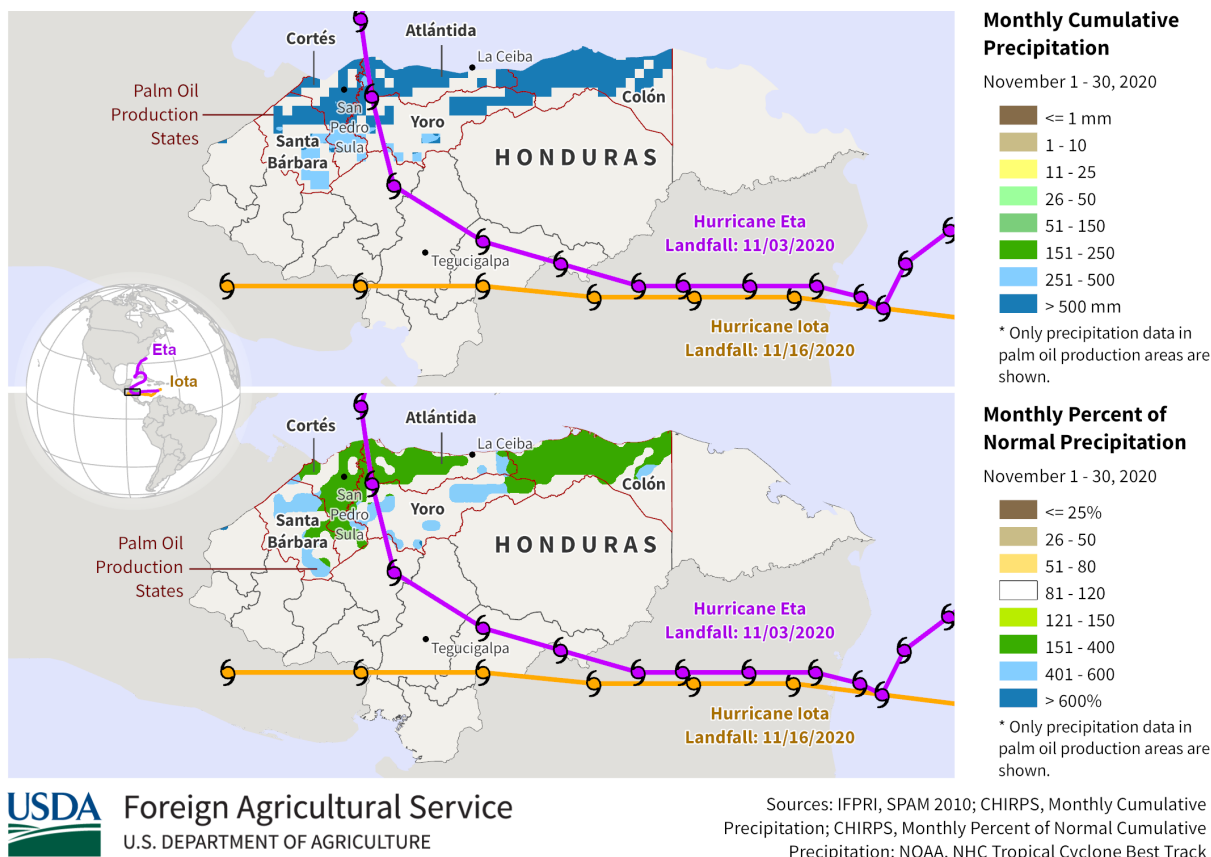 Cortés
Atlántida
La Ceiba
Palm Oil
Production
States
San
Pedro
Sula
Yoro
Colón
Santa
Bárbara
HONDURAS
Hurricane Eta
Landfall: 11/03/2020
Tegucigalpa
Hurricane Iota
Landfall: 11/16/2020
Eta
Iota
Monthly Cumulative
Precipitation
November 1 - 30, 2020
<= 1 mm
1 - 10
11 - 25
26 - 50
51 - 150
151 - 250
251 - 500
> 500 mm
* Only precipitation data in
palm oil production areas are
shown.
Cortés
Atlántida
La Ceiba
Colón
San
Pedro
Sula
Yoro
Santa
Bárbara
Palm Oil
Production
States
HONDURAS
Hurricane Eta
Landfall: 11/03/2020
Tegucigalpa
Hurricane Iota
Landfall: 11/16/2020
Monthly Percent of
Normal Precipitation
November 1 - 30, 2020
<= 25%
26 - 50
51 - 80
81 - 120
121 - 150
151 - 400
401 - 600
> 600%
* Only precipitation data in
palm oil production areas are
shown.
USDA
Foreign Agricultural Service
U.S. DEPARTMENT OF AGRICULTURE
Sources: IFPRI, SPAM 2010; CHIRPS, Monthly Cumulative
Precipitation; CHIRPS, Monthly Percent of Normal Cumulative
Precipitation; NOAA, NHC Tropical Cyclone Best Track